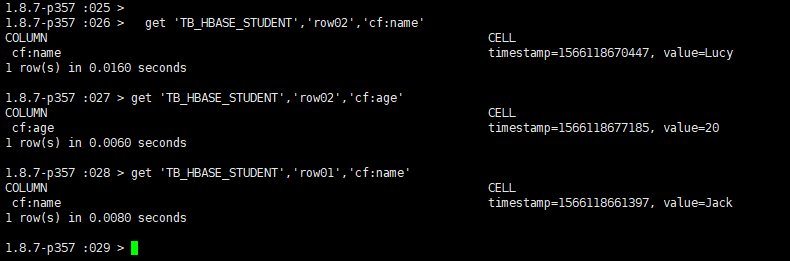 1.8.7-p357 :025 >
1.8.7-p357 :026 >   get 'TB_HBASE_STUDENT','row02','cf:name'
COLUMN CELL
cf:name timestamp=1566118670447, value=Lucy
1 row(s) in 0.0160 seconds
1.8.7-p357 :027 > get 'TB_HBASE_STUDENT','row02','cf:age'
COLUMN CELL
cf:age timestamp=1566118677185, value=20
1 row(s) in 0.0060 seconds
1.8.7-p357 :028 > get 'TB_HBASE_STUDENT','row01','cf:name'
COLUMN CELL
cf:name timestamp=1566118661397, value=Jack
1 row(s) in 0.0080 seconds
1.8.7-p357 :029 >